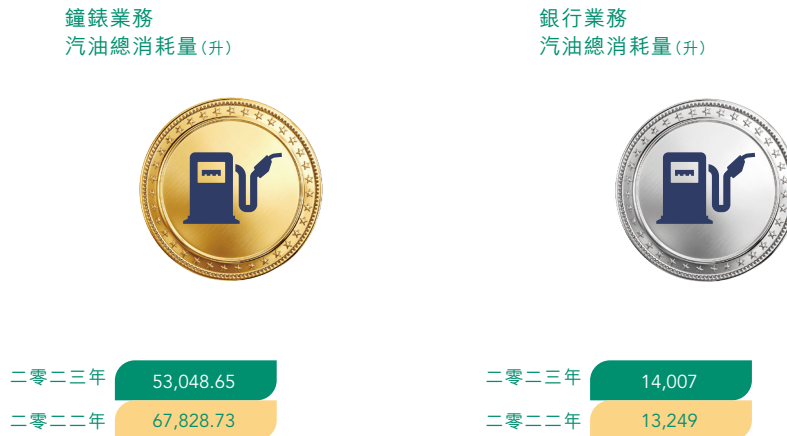 鐘錶業務
汽油總消耗量(升)
銀行業務
汽油總消耗量(升)
二零二三年 53,048.65
二零二二年 67,828.73
二零二三年 14,007
二零二二年 13,249